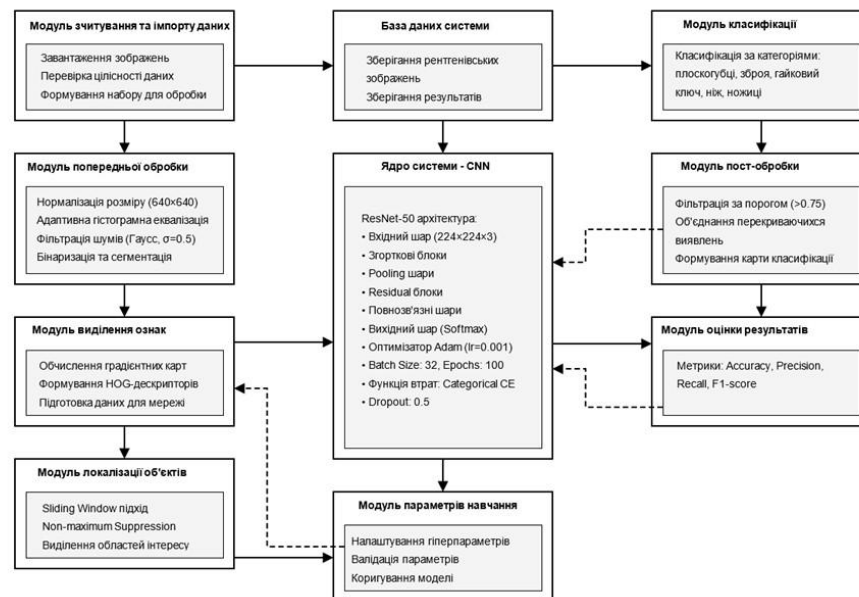 Модуль зчитування та імпорту даних
Завантаження зображень
Перевірка цілісності даних
Формування набору для обробки
База даних системи
Зберігання рентгенівських
зображень
Зберігання результатів
Модуль класифікації
Класифікація за категоріями:
плоскогубці, зброя, гайковий
ключ, ніж, ножиці
Модуль попередньої обробки
Нормалізація розміру (640×640)
Адаптивна гістограмна еквалізація
Фільтрація шумів (Гаусс, σ=0.5)
Бінаризація та сегментація
Ядро системи - CNN
ResNet-50 архітектура:
• Вхідний шар (224×224×3)
• Згорткові блоки
• Pooling шари
• Residual блоки
• Повнозв'язні шари
• Вихідний шар (Softmax)
• Оптимізатор Adam (lr=0.001)
• Batch Size: 32, Epochs: 100
• Функція втрат: Categorical CE
• Dropout: 0.5
Модуль пост-обробки
Фільтрація за порогом (>0.75)
Об'єднання перекриваючихся
виявлень
Формування карти класифікації
Модуль виділення ознак
Обчислення градієнтних карт
Формування HOG-дескрипторів
Підготовка даних для мережі
Модуль оцінки результатів
Метрики: Accuracy, Precision,
Recall, F1-score
Модуль локалізації об'єктів
Sliding Window підхід
Non-maximum Suppression
Виділення областей інтересу
Модуль параметрів навчання
Налаштування гіперпараметрів
Валідація параметрів
Коригування моделі